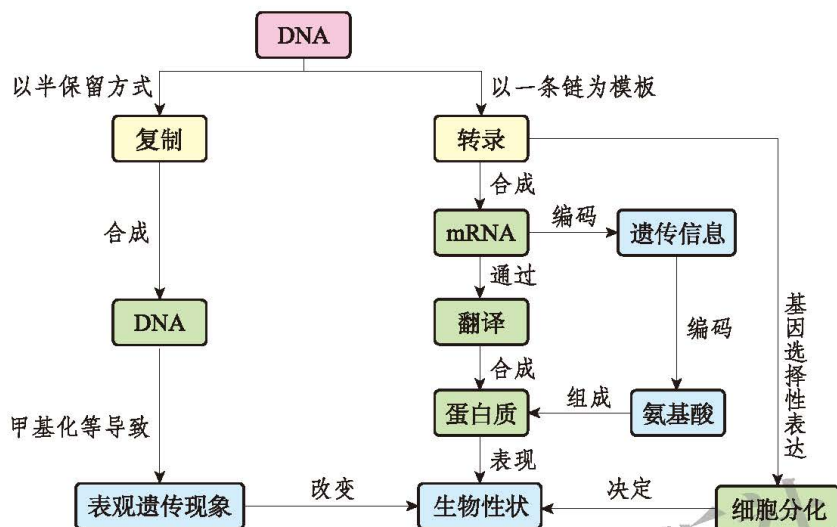 DNA
以半保留方式
以一条链为模板
复制
转录
合成
合成
mRNA
编码
遗传信息
通过
DNA
翻译
编码
基因选择性表达
合成
甲基化等导致
蛋白质
组成
氨基酸
表现
表观遗传现象
改变
生物性状
决定
细胞分化